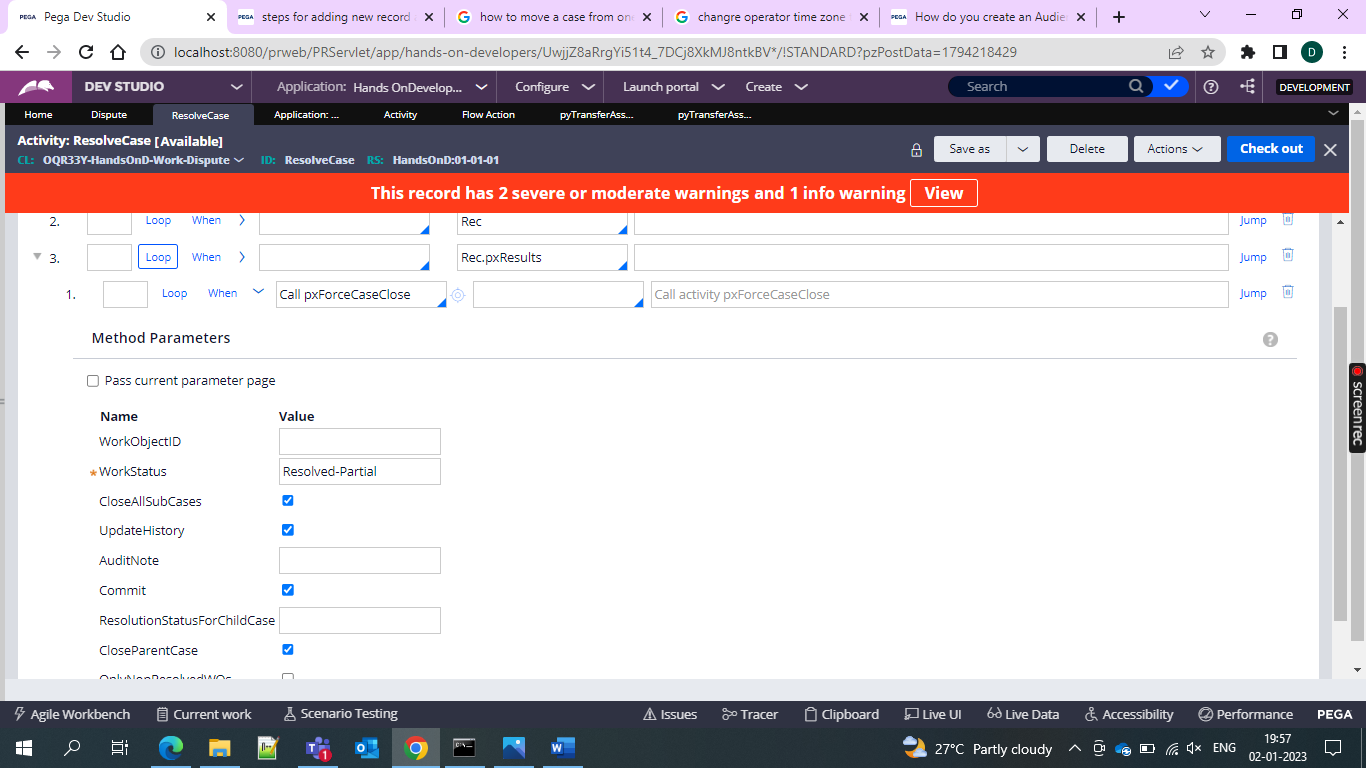 Pega Dev Studio
PEGA steps for adding new record
how to move a case from on
changre operator time zone
PEGA How do you create an Audie
localhost:8080/prweb/PRServlet/app/hands-on-developers/UwjjZ8aRrgYi51t4_7DCj8XkMJ8ntkBV*/!STANDARD?pzPostData=1794218429
D
DEV STUDIO
Application: Hands OnDevelop...
Configure
Launch portal
Create
Search
DEVELOPMENT
Home Dispute ResolveCase Application: ... Activity Flow Action pyTransferAss... pyTransferAss...
Activity: ResolveCase [Available]
CL: OQR33Y-HandsOnD-Work-Dispute ID: ResolveCase RS: HandsOnD:01-01-01
Save as Delete Actions Check out
This record has 2 severe or moderate warnings and 1 info warning View
2. Loop When Rec Jump
3. Loop When Rec.pxResults Jump
1. Loop When Call pxForceCaseClose Call activity pxForceCaseClose Jump
Method Parameters
Pass current parameter page
Name Value
WorkObjectID
WorkStatus Resolved-Partial
CloseAllSubCases
UpdateHistory
AuditNote
Commit
ResolutionStatusForChildCase
CloseParentCase
OnlyNonResolvedWOs
screenrec
Agile Workbench Current work Scenario Testing Issues Tracer Clipboard Live UI Live Data Accessibility Performance PEGA
1
27°C Partly cloudy ENG 19:57
02-01-2023